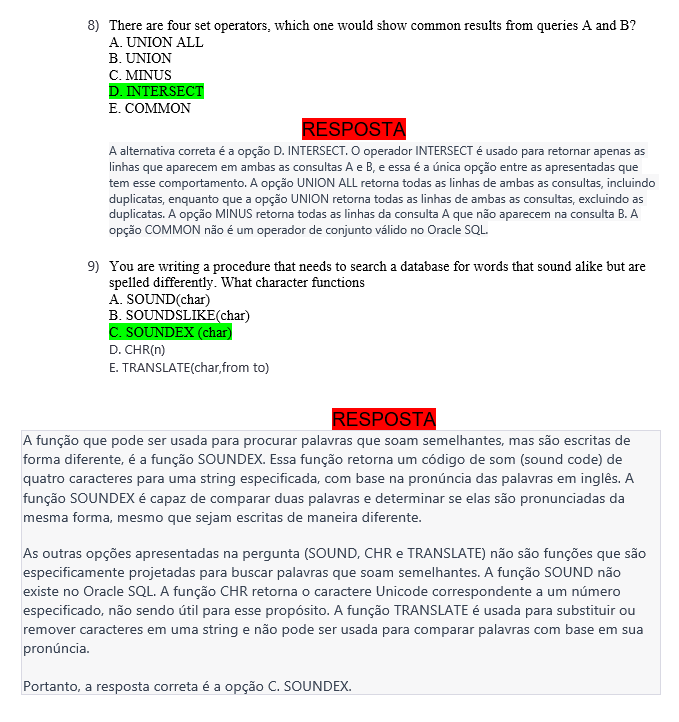 8) There are four set operators, which one would show common results from queries A and B?
A. UNION ALL
B. UNION
C. MINUS
D. INTERSECT
E. COMMON
RESPOSTA
A alternativa correta é a opção D. INTERSECT. O operador INTERSECT é usado para retornar apenas as
linhas que aparecem em ambas as consultas A e B, e essa é a única opção entre as apresentadas que
tem esse comportamento. A opção UNION ALL retorna todas as linhas de ambas as consultas, incluindo
duplicatas, enquanto que a opção UNION retorna todas as linhas de ambas as consultas, excluindo as
duplicatas. A opção MINUS retorna todas as linhas da consulta A que não aparecem na consulta B. A
opção COMMON não é um operador de conjunto válido no Oracle SQL.
9) You are writing a procedure that needs to search a database for words that sound alike but are
spelled differently. What character functions
A. SOUND(char)
B. SOUNDSLIKE(char)
C. SOUNDEX (char)
D. CHR(n)
E. TRANSLATE(char,from to)
RESPOSTA
A função que pode ser usada para procurar palavras que soam semelhantes, mas são escritas de
forma diferente, é a função SOUNDEX. Essa função retorna um código de som (sound code) de
quatro caracteres para uma string especificada, com base na pronúncia das palavras em inglês. A
função SOUNDEX é capaz de comparar duas palavras e determinar se elas são pronunciadas da
mesma forma, mesmo que sejam escritas de maneira diferente.
As outras opções apresentadas na pergunta (SOUND, CHR e TRANSLATE) não são funções que são
especificamente projetadas para buscar palavras que soam semelhantes. A função SOUND não
existe no Oracle SQL. A função CHR retorna o caractere Unicode correspondente a um número
especificado, não sendo útil para esse propósito. A função TRANSLATE é usada para substituir ou
remover caracteres em uma string e não pode ser usada para comparar palavras com base em sua
pronúncia.
Portanto, a resposta correta é a opção C. SOUNDEX.